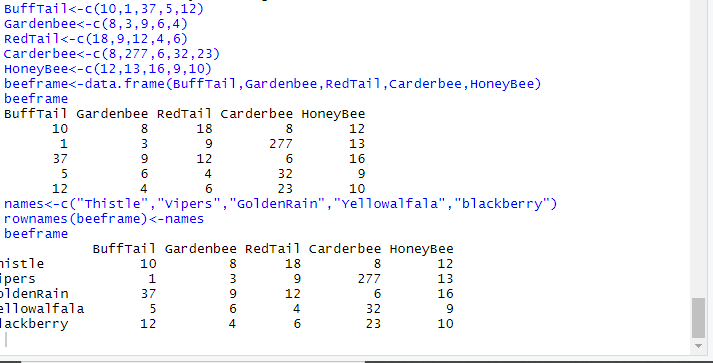 BuffTail<-c(10,1,37,5,12)
Gardenbee<-c(8,3,9,6,4)
RedTail<-c(18,9,12,4,6)
Carderbee<-c(8,277,6,32,23)
HoneyBee<-c(12,13,16,9,10)
beeframe<-data.frame(BuffTail,Gardenbee,RedTail,Carderbee,HoneyBee)
beeframe
BuffTail Gardenbee RedTail Carderbee HoneyBee
10 8 18 8 12
1 3 9 277 13
37 9 12 6 16
5 6 4 32 9
12 4 6 23 10
names<-c("Thistle","Vipers","GoldenRain","Yellowalfala","blackberry")
rownames(beeframe)<-names
beeframe
BuffTail Gardenbee RedTail Carderbee HoneyBee
histle 10 8 18 8 12
ipers 1 3 9 277 13
oldenRain 37 9 12 6 16
ellowalfala 5 6 4 32 9
lackberry 12 4 6 23 10